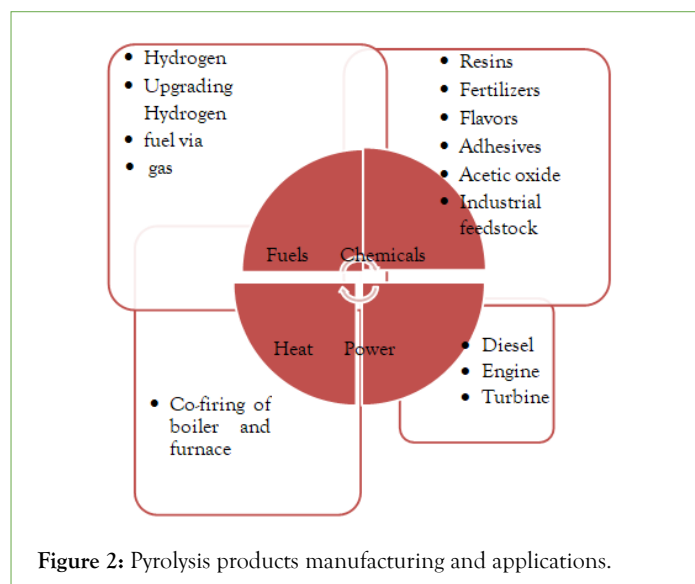 • Hydrogen
• Upgrading
Hydrogen
• fuel via
• gas
• Resins
• Fertilizers
• Flavors
• Adhesives
• Acetic oxide
• Industrial
feedstock
Fuels
Chemicals
Heat
Power
• Co-firing of
boiler and
furnace
• Diesel
• Engine
• Turbine
Figure 2: Pyrolysis products manufacturing and applications.